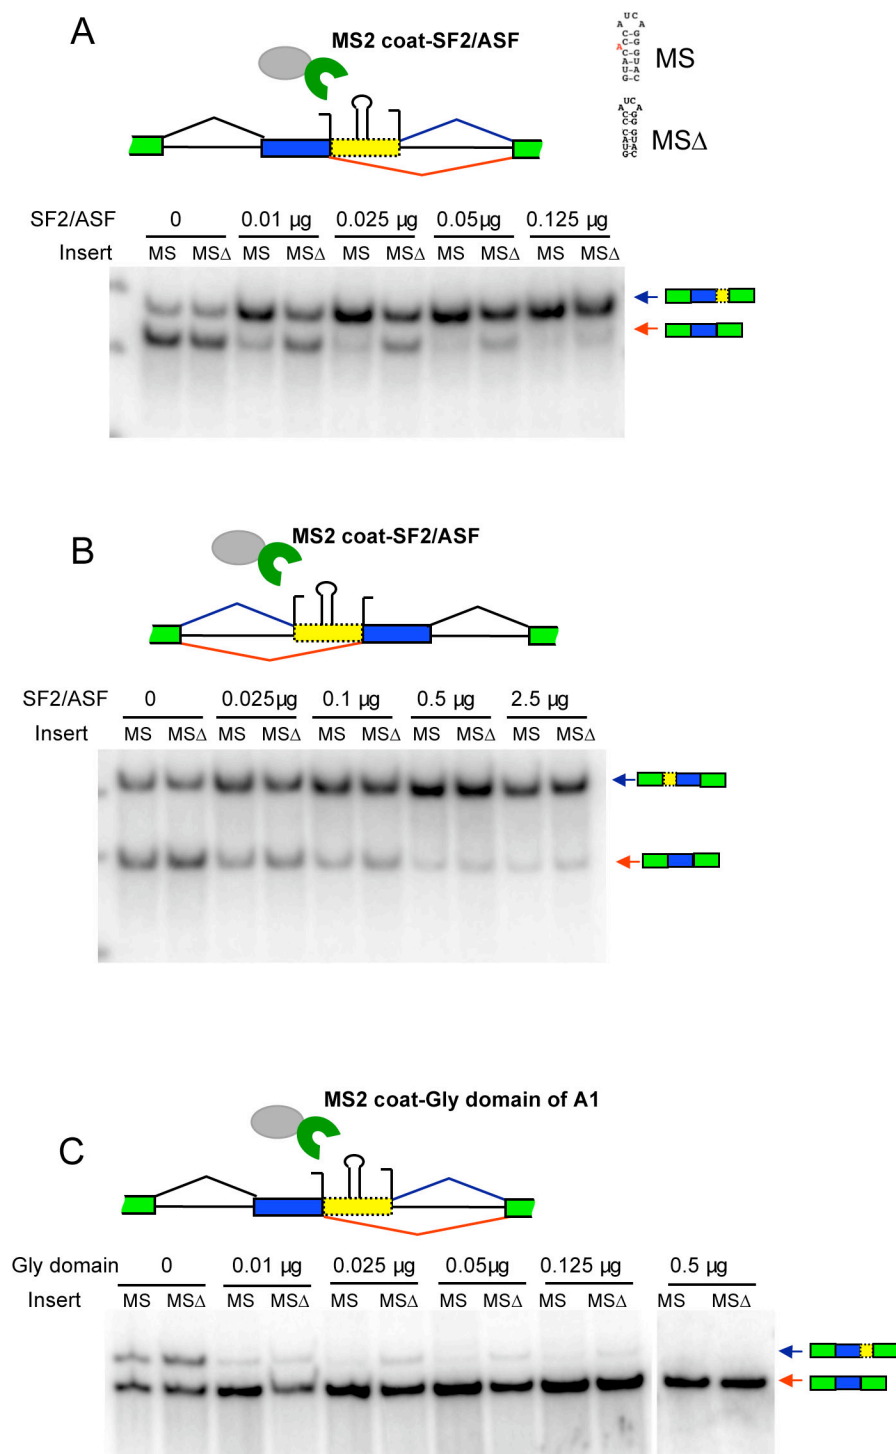 A
MS2 coat-SF2/ASF
A U C A
C G
C-G
A
C-G
C-G
A-U
U-A
G-C
MS
A U C A
C G
C-G
C-G
A-U
U-A
G-C
MSΔ
SF2/ASF 0 0.01 µg 0.025 µg 0.05µg 0.125 µg
Insert MS MSΔ MS MSΔ MS MSΔ MS MSΔ MS MSΔ
B
MS2 coat-SF2/ASF
SF2/ASF 0 0.025µg 0.1 µg 0.5 µg 2.5 µg
Insert MS MSΔ MS MSΔ MS MSΔ MS MSΔ MS MSΔ
MS2 coat-Gly domain of A1
C
Gly domain 0 0.01 µg 0.025 µg 0.05µg 0.125 µg 0.5 µg
Insert MS MSΔ MS MSΔ MS MSΔ MS MSΔ MS MSΔ MS MSΔ